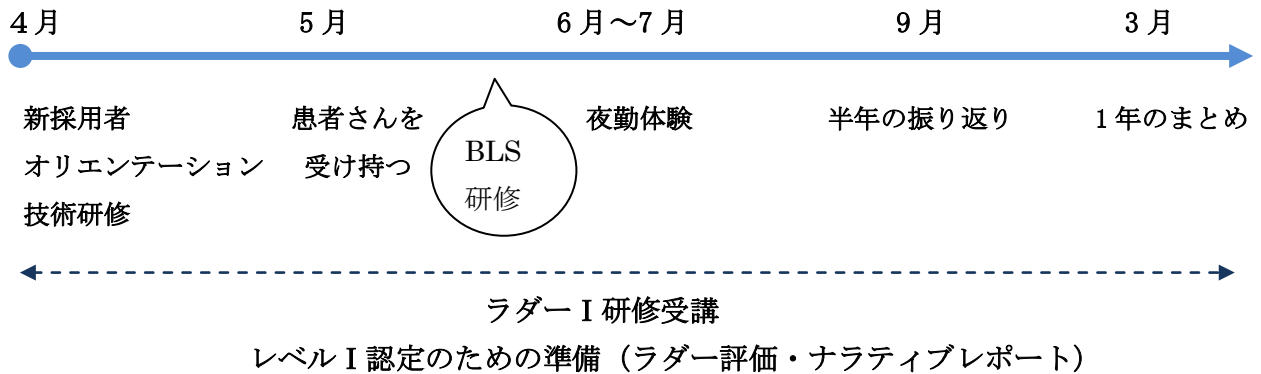 4月 5月 6月～7月 9月 3月
新採用者 患者さんを 夜勤体験 半年の振り返り 1年のまとめ
オリエンテーション 受け持つ BLS
技術研修 研修
ラダーⅠ研修受講
レベルⅠ認定のための準備（ラダー評価・ナラティブレポート）